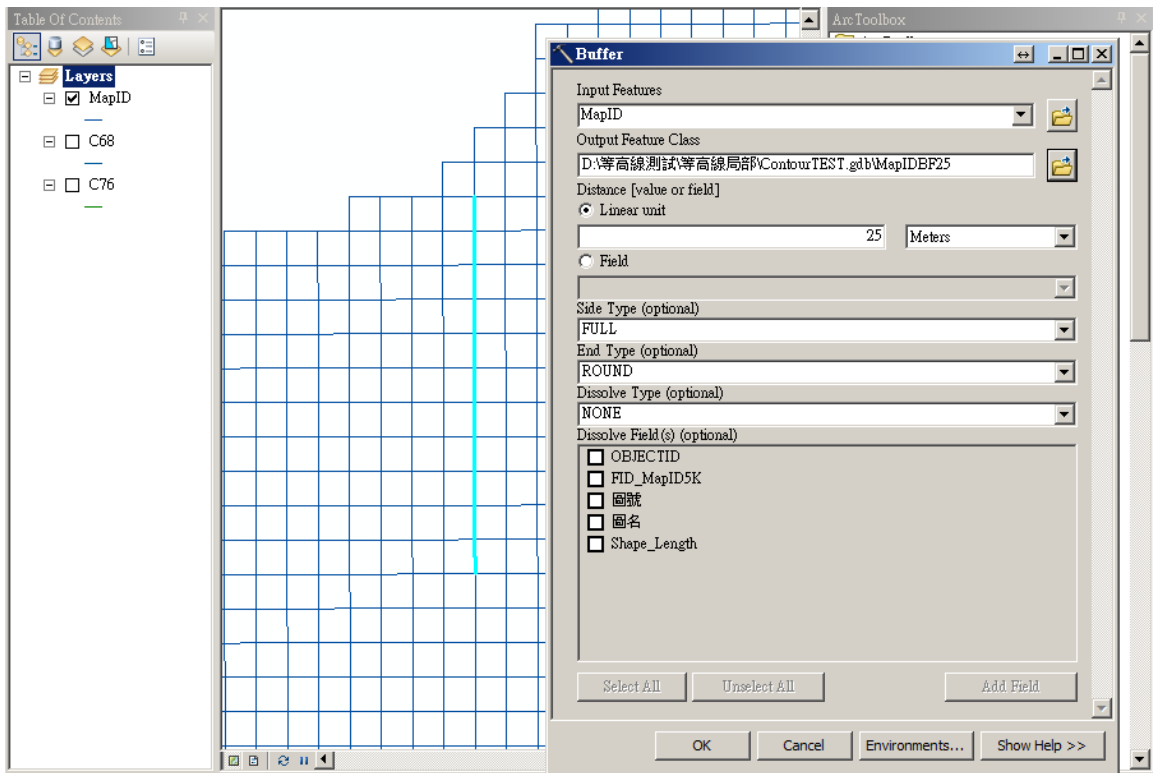 Table Of Contents
Layers
MapID
C68
C76
ArcToolbox
Buffer
Input Features
MapID
Output Feature Class
D:\等高線測試\等高線局部\ContourTEST.gdb\MapIDBF25
Distance [value or field]
Linear unit
25 Meters
Field
Side Type (optional)
FULL
End Type (optional)
ROUND
Dissolve Type (optional)
NONE
Dissolve Field(s) (optional)
OBJECTID
FID_MapID5K
圖號
圖名
Shape_Length
Select All Unselect All Add Field
OK Cancel Environments... Show Help >>